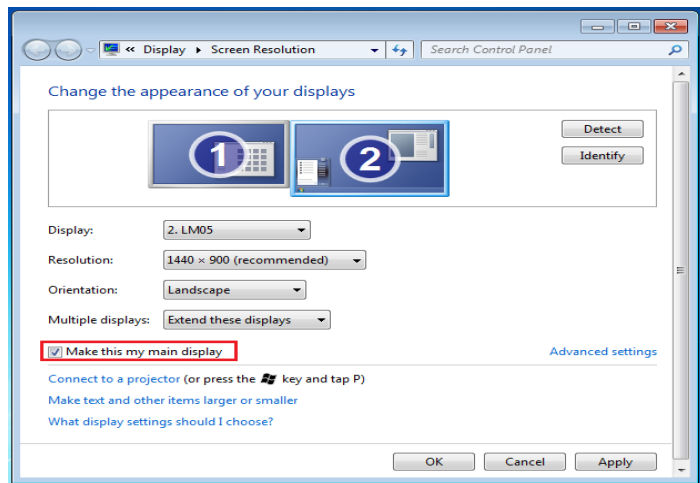 « Display ▸ Screen Resolution
Search Control Panel
Change the appearance of your displays
1
2
Detect
Identify
Display: 2. LM05
Resolution: 1440 × 900 (recommended)
Orientation: Landscape
Multiple displays: Extend these displays
Make this my main display
Advanced settings
Connect to a projector (or press the key and tap P)
Make text and other items larger or smaller
What display settings should I choose?
OK Cancel Apply